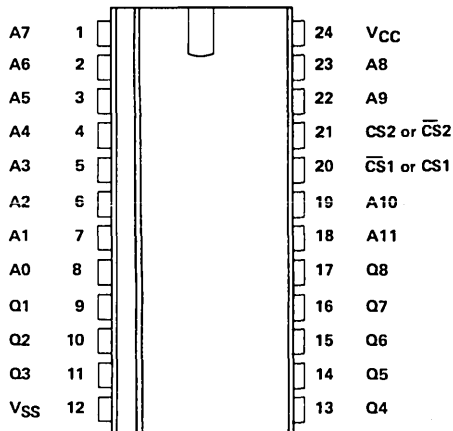 A7 1 24 VCC
A6 2 23 A8
A5 3 22 A9
A4 4 21 CS2 or C̅S̅2
A3 5 20 C̅S̅1 or CS1
A2 6 19 A10
A1 7 18 A11
A0 8 17 Q8
Q1 9 16 Q7
Q2 10 15 Q6
Q3 11 14 Q5
VSS 12 13 Q4